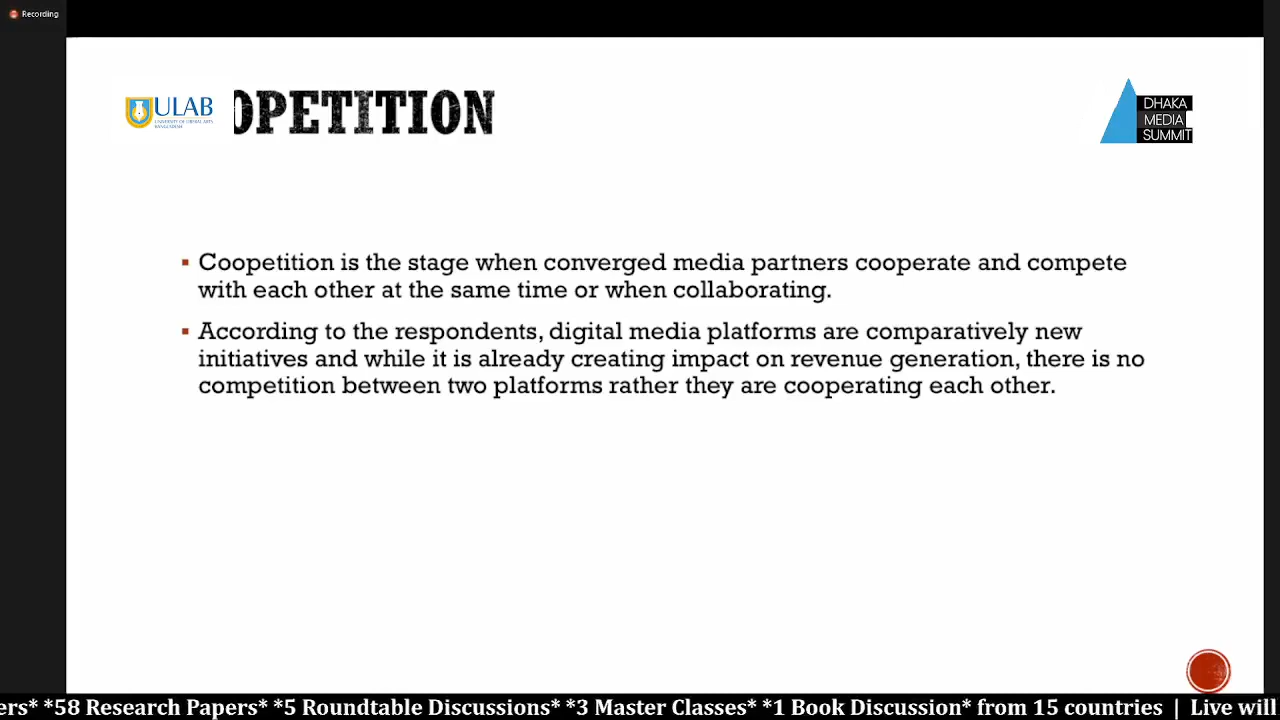 Recording
ULAB
UNIVERSITY OF LIBERAL ARTS
BANGLADESH
OPETITION
DHAKA
MEDIA
SUMMIT
▪ Coopetition is the stage when converged media partners cooperate and compete
with each other at the same time or when collaborating.
▪ According to the respondents, digital media platforms are comparatively new
initiatives and while it is already creating impact on revenue generation, there is no
competition between two platforms rather they are cooperating each other.
ers* *58 Research Papers* *5 Roundtable Discussions* *3 Master Classes* *1 Book Discussion* from 15 countries | Live will